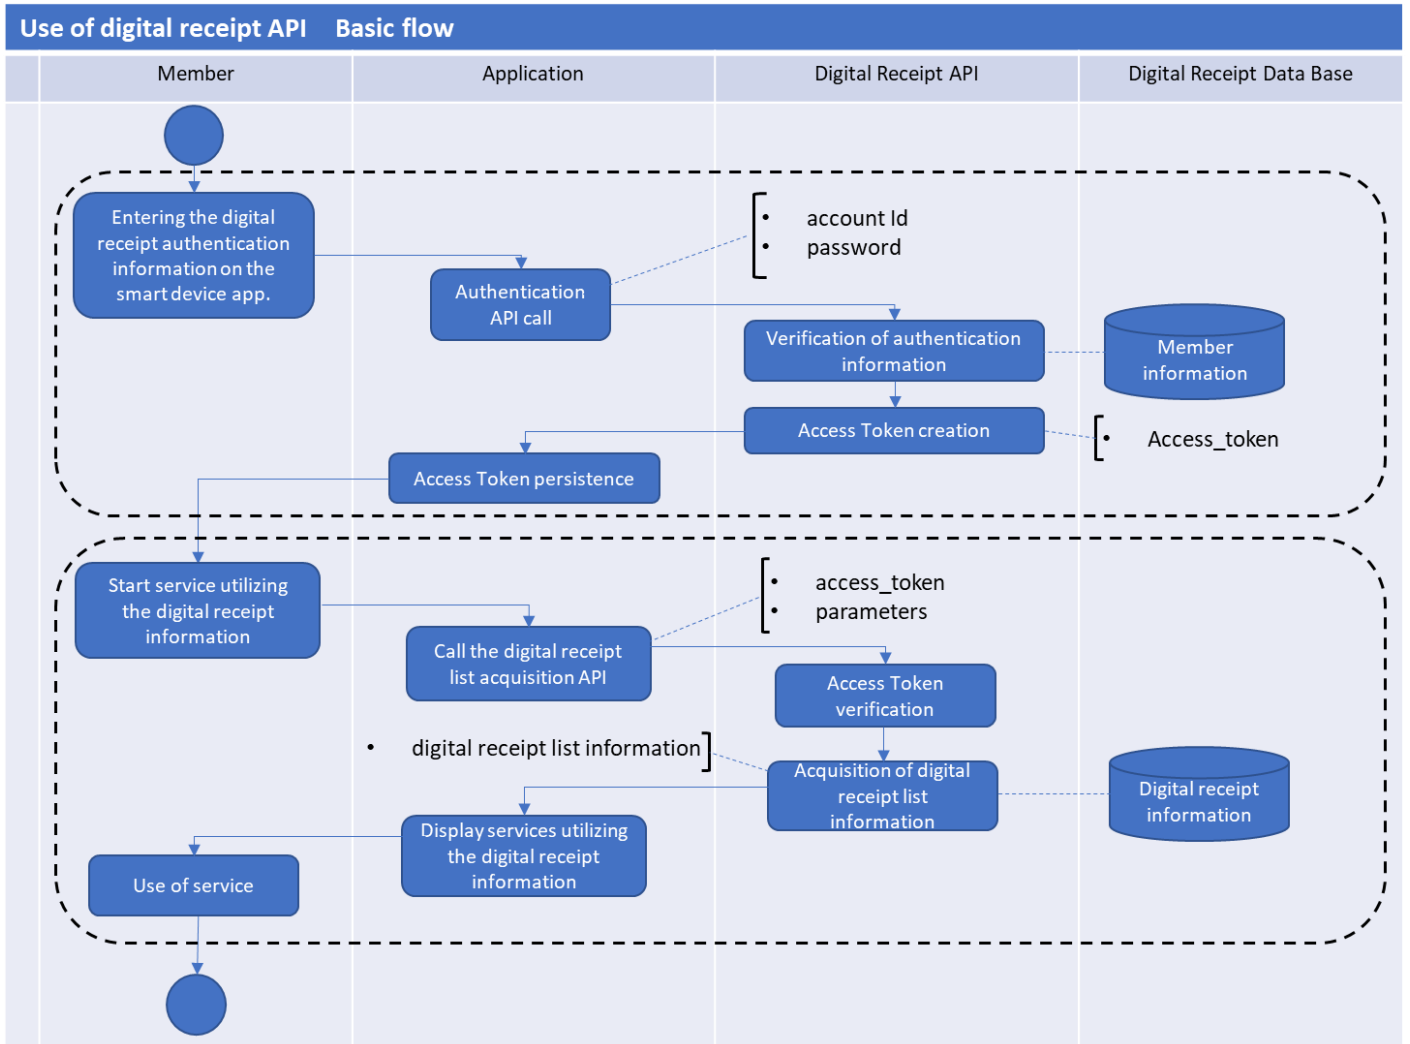 Use of digital receipt API Basic flow
Member
Application
Digital Receipt API
Digital Receipt Data Base
Entering the digital
receipt authentication
information on the
smart device app.
• account Id
• password
Authentication
API call
Verification of authentication
information
Member
information
Access Token creation
• Access_token
Access Token persistence
Start service utilizing
the digital receipt
information
• access_token
• parameters
Call the digital receipt
list acquisition API
Access Token
verification
• digital receipt list information
Acquisition of digital
receipt list
information
Digital receipt
information
Display services utilizing
the digital receipt
information
Use of service